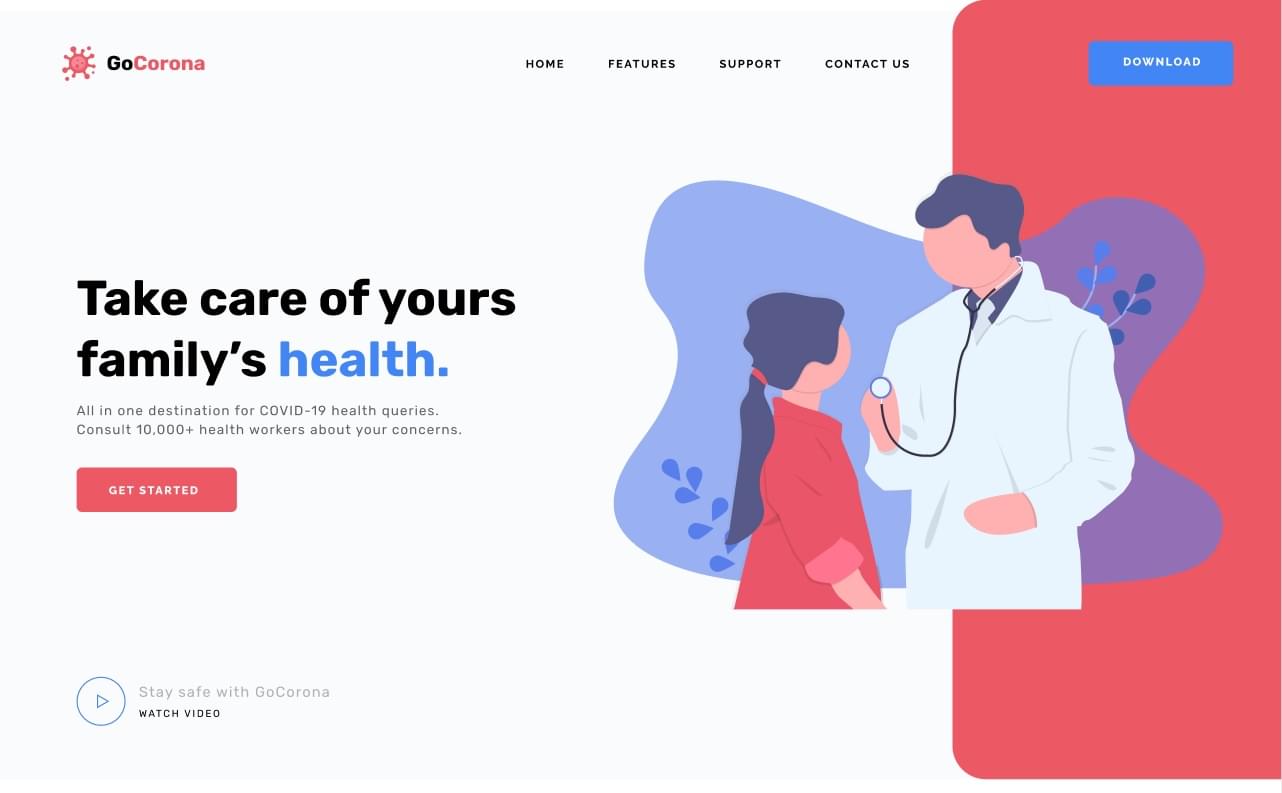 GoCorona
HOME
FEATURES
SUPPORT
CONTACT US
DOWNLOAD
Take care of yours
family’s health.
All in one destination for COVID-19 health queries.
Consult 10,000+ health workers about your concerns.
GET STARTED
Stay safe with GoCorona
WATCH VIDEO